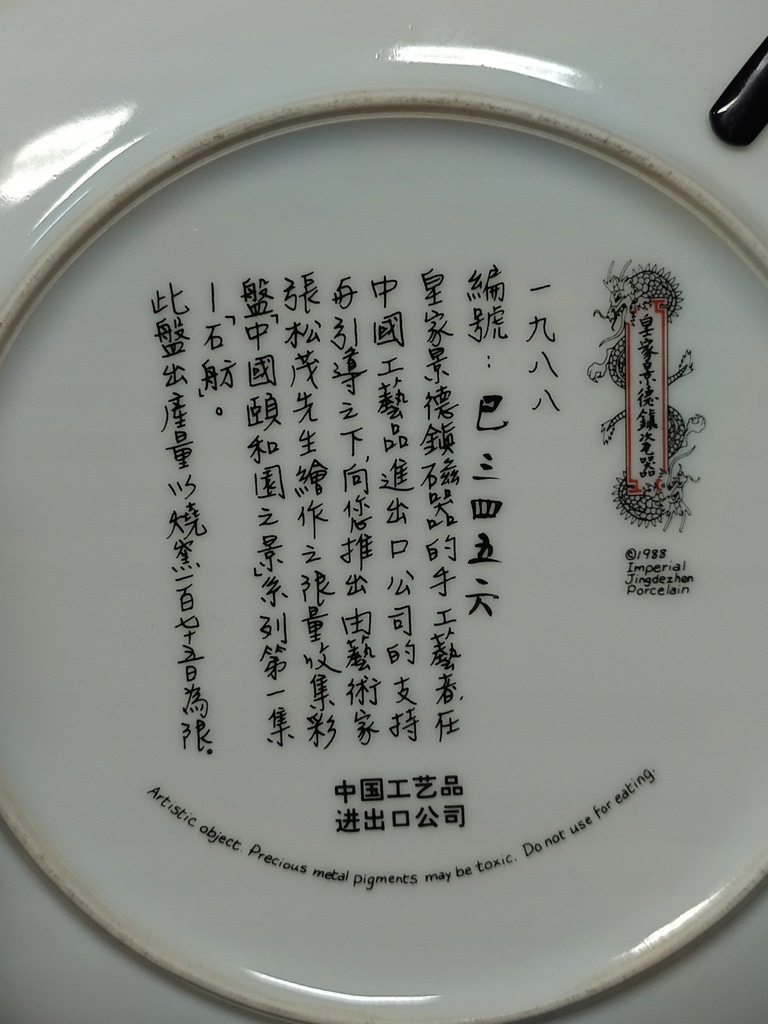 皇家景德鎮瓷器
©1988
Imperial
Jingdezhen
Porcelain
一九八八
編號：巳三四五六
皇家景德鎮磁器的手工藝者在
中國工藝品進出口公司的支持
母引導之下，向您推出由藝術家
張松茂先生繪作之限量收集彩
盤「中國頤和園之景」系列第一集
—「石舫」。
此盤出產量以燒窯一百七十五日為限。
中国工艺品
进出口公司
Artistic object. Precious metal pigments may be toxic. Do not use for eating.